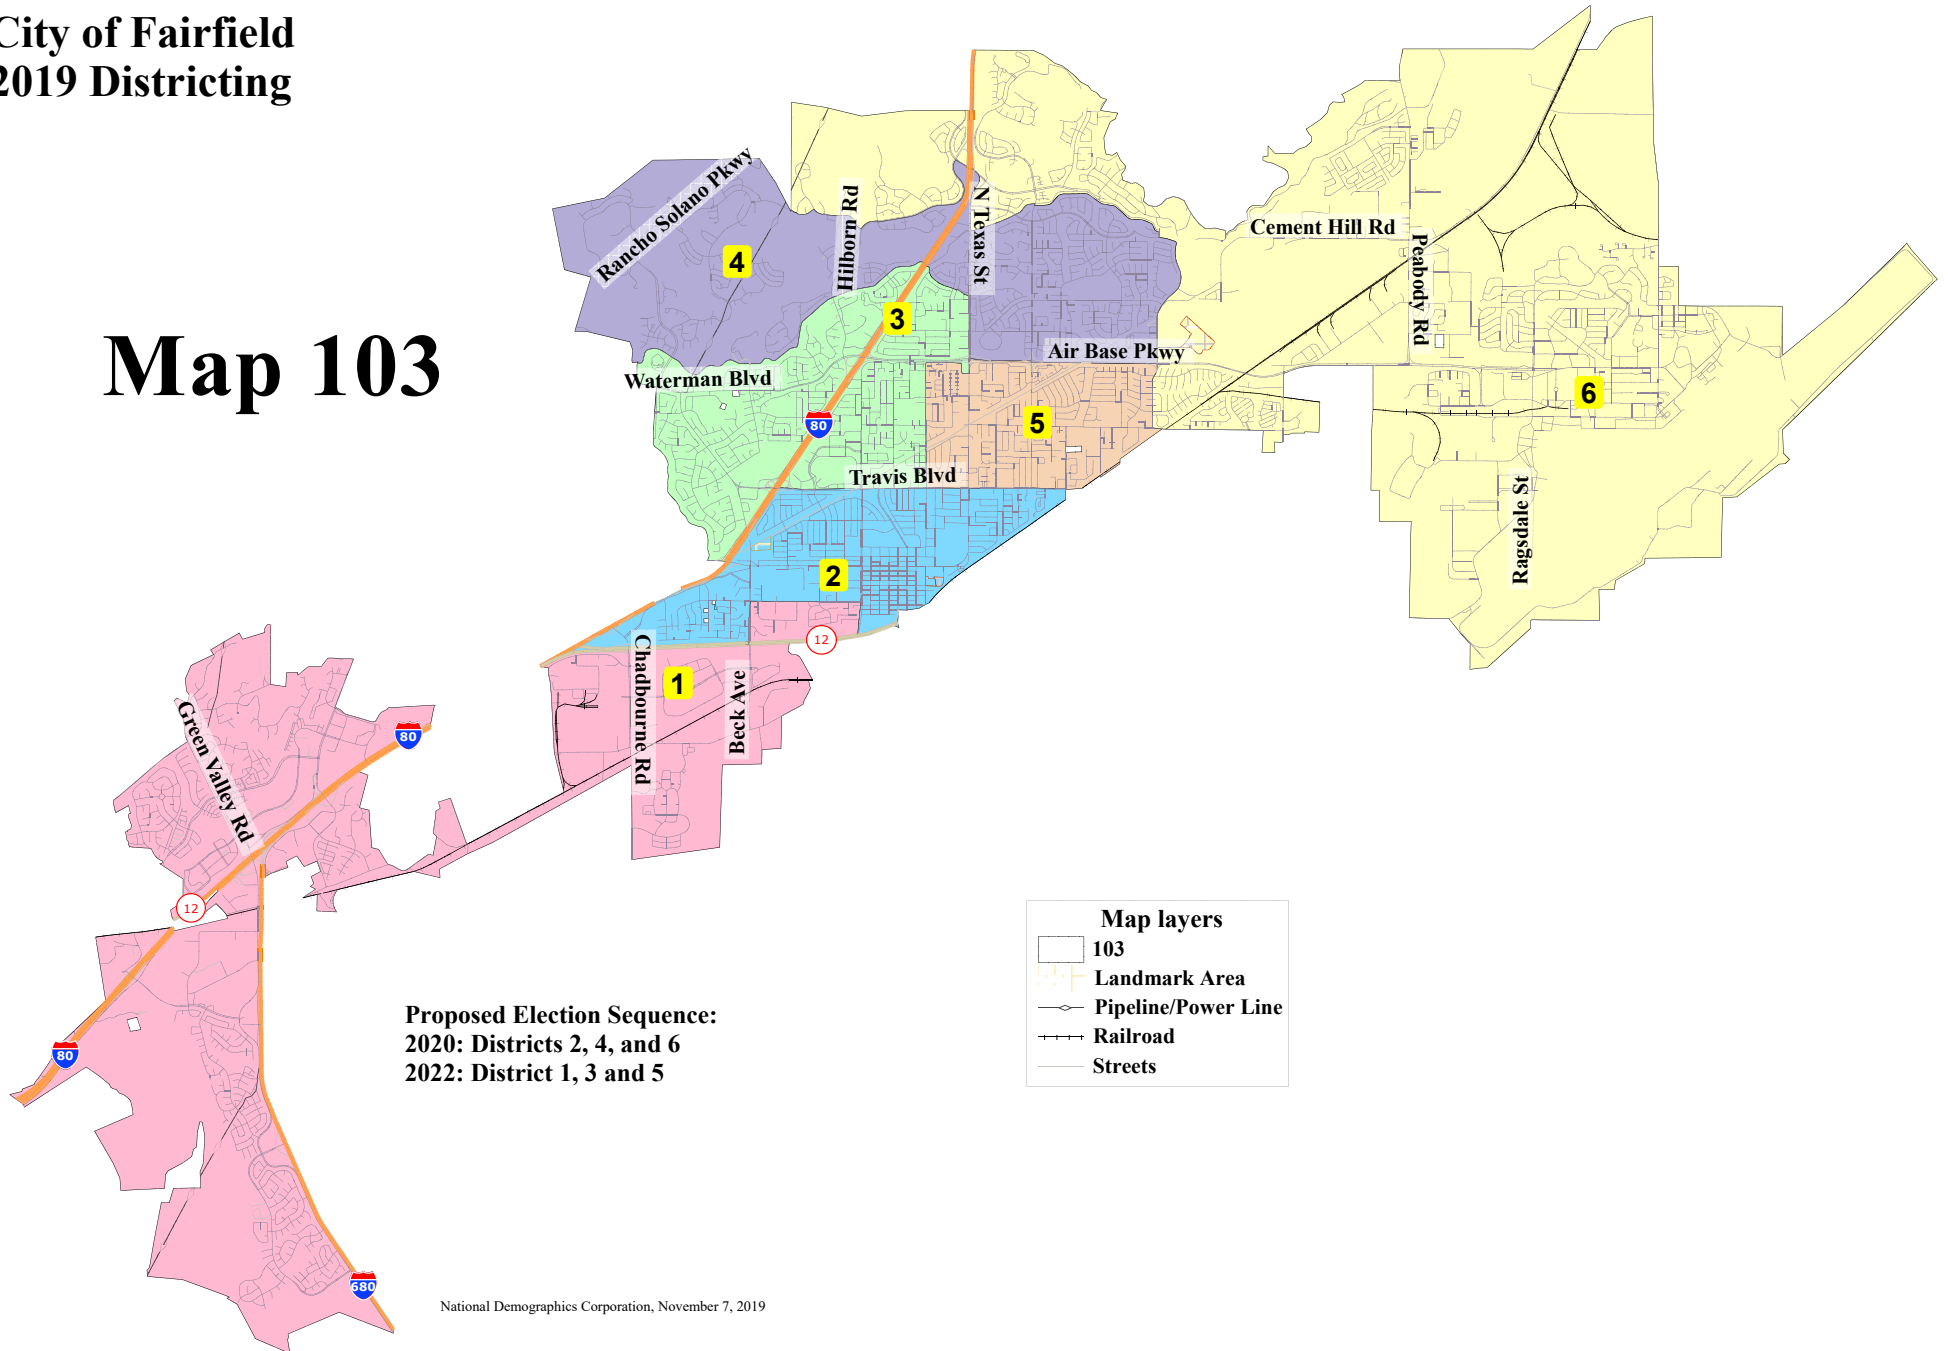 City of Fairfield
2019 Districting
Map 103
Rancho Solano Pkwy
Hilborn Rd
N Texas St
Cement Hill Rd
Peabody Rd
4
3
Air Base Pkwy
Waterman Blvd
6
80
5
Travis Blvd
Ragsdale St
2
12
Chadbourne Rd
1
Beck Ave
Green Valley Rd
80
12
80
680
Map layers
103
Landmark Area
Pipeline/Power Line
Railroad
Streets
Proposed Election Sequence:
2020: Districts 2, 4, and 6
2022: District 1, 3 and 5
National Demographics Corporation, November 7, 2019